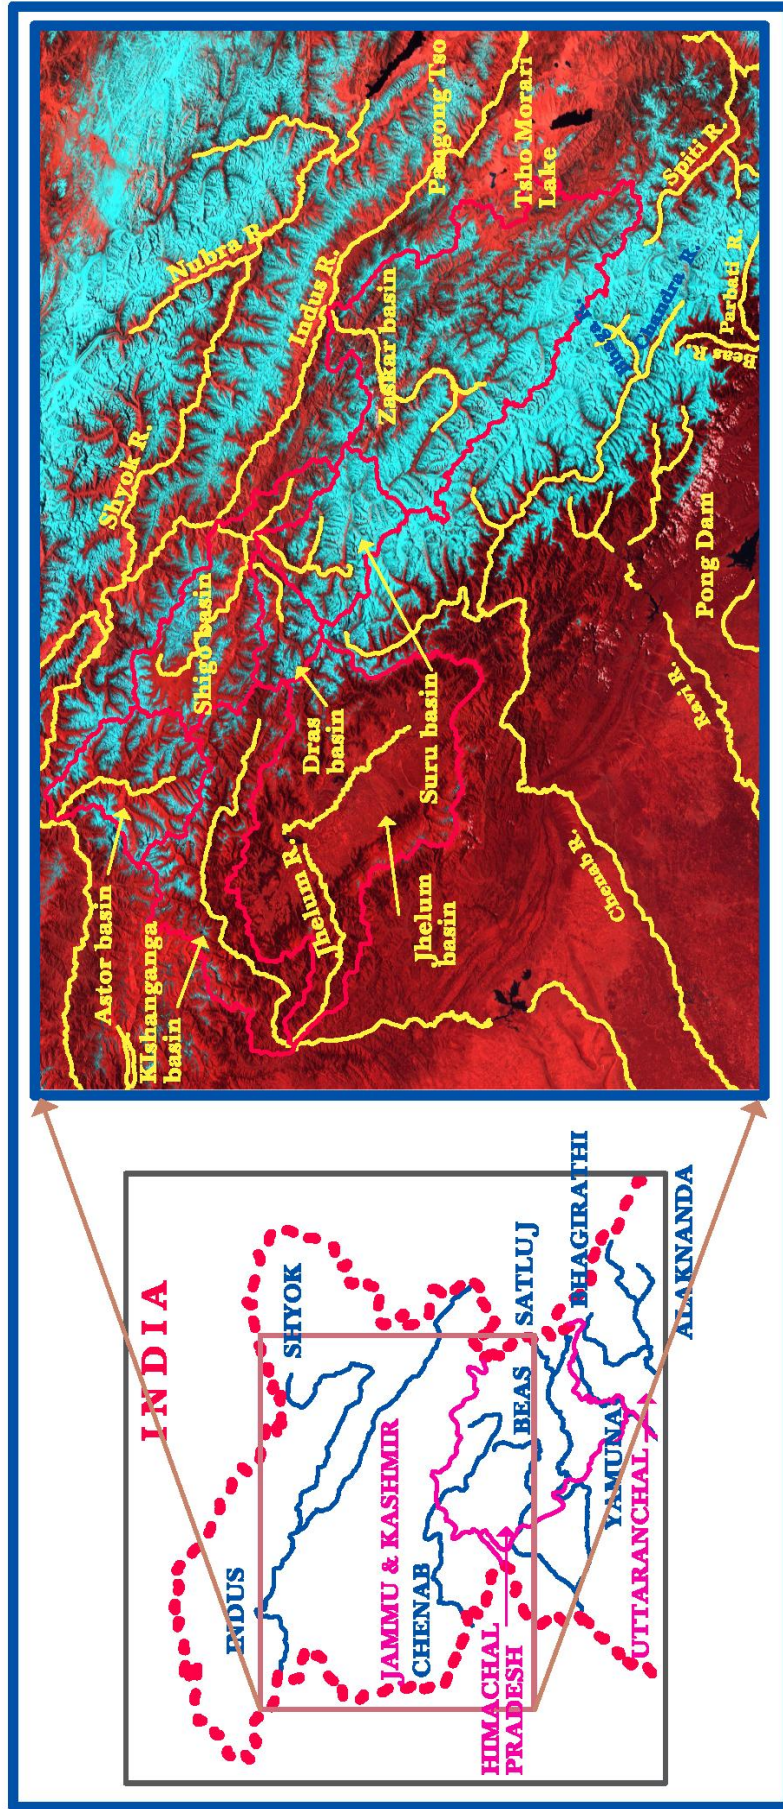 INDIA
SHYOK
INDUS
JAMMU & KASHMIR
CHENAB
HIMACHAL
PRADESH
BEAS
SATLUJ
BHAGIRATHI
YAMUNA
UTTARANCHAL
ALAKNANDA
Astor basin
KIshanganga
basin
Shigo basin
Shyok R.
Nubra R
Indus R.
Pangong Tso
Tsho Morari
Lake
Zaskar basin
Dras
basin
Suru basin
Jhelum R.
Jhelum
basin
Chandra R.
Spiti R.
Parbati R.
Beas R.
Pong Dam
Ravi R.
Chenab R.